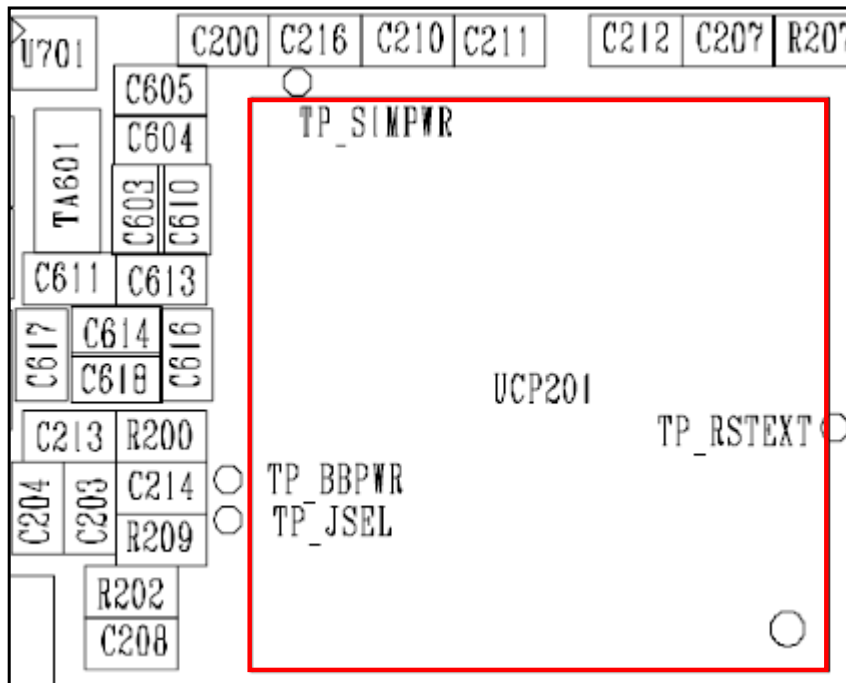 U701
C200 C216 C210 C211 C212 C207 R207
C605
TP_SIMPWR
C604
TA601
C603 C610
C611 C613
C617 C614 C616
C618
UCP201
C213 R200
TP_RSTEXT
C204 C203 C214
TP_BBPWR
R209
TP_JSEL
R202
C208